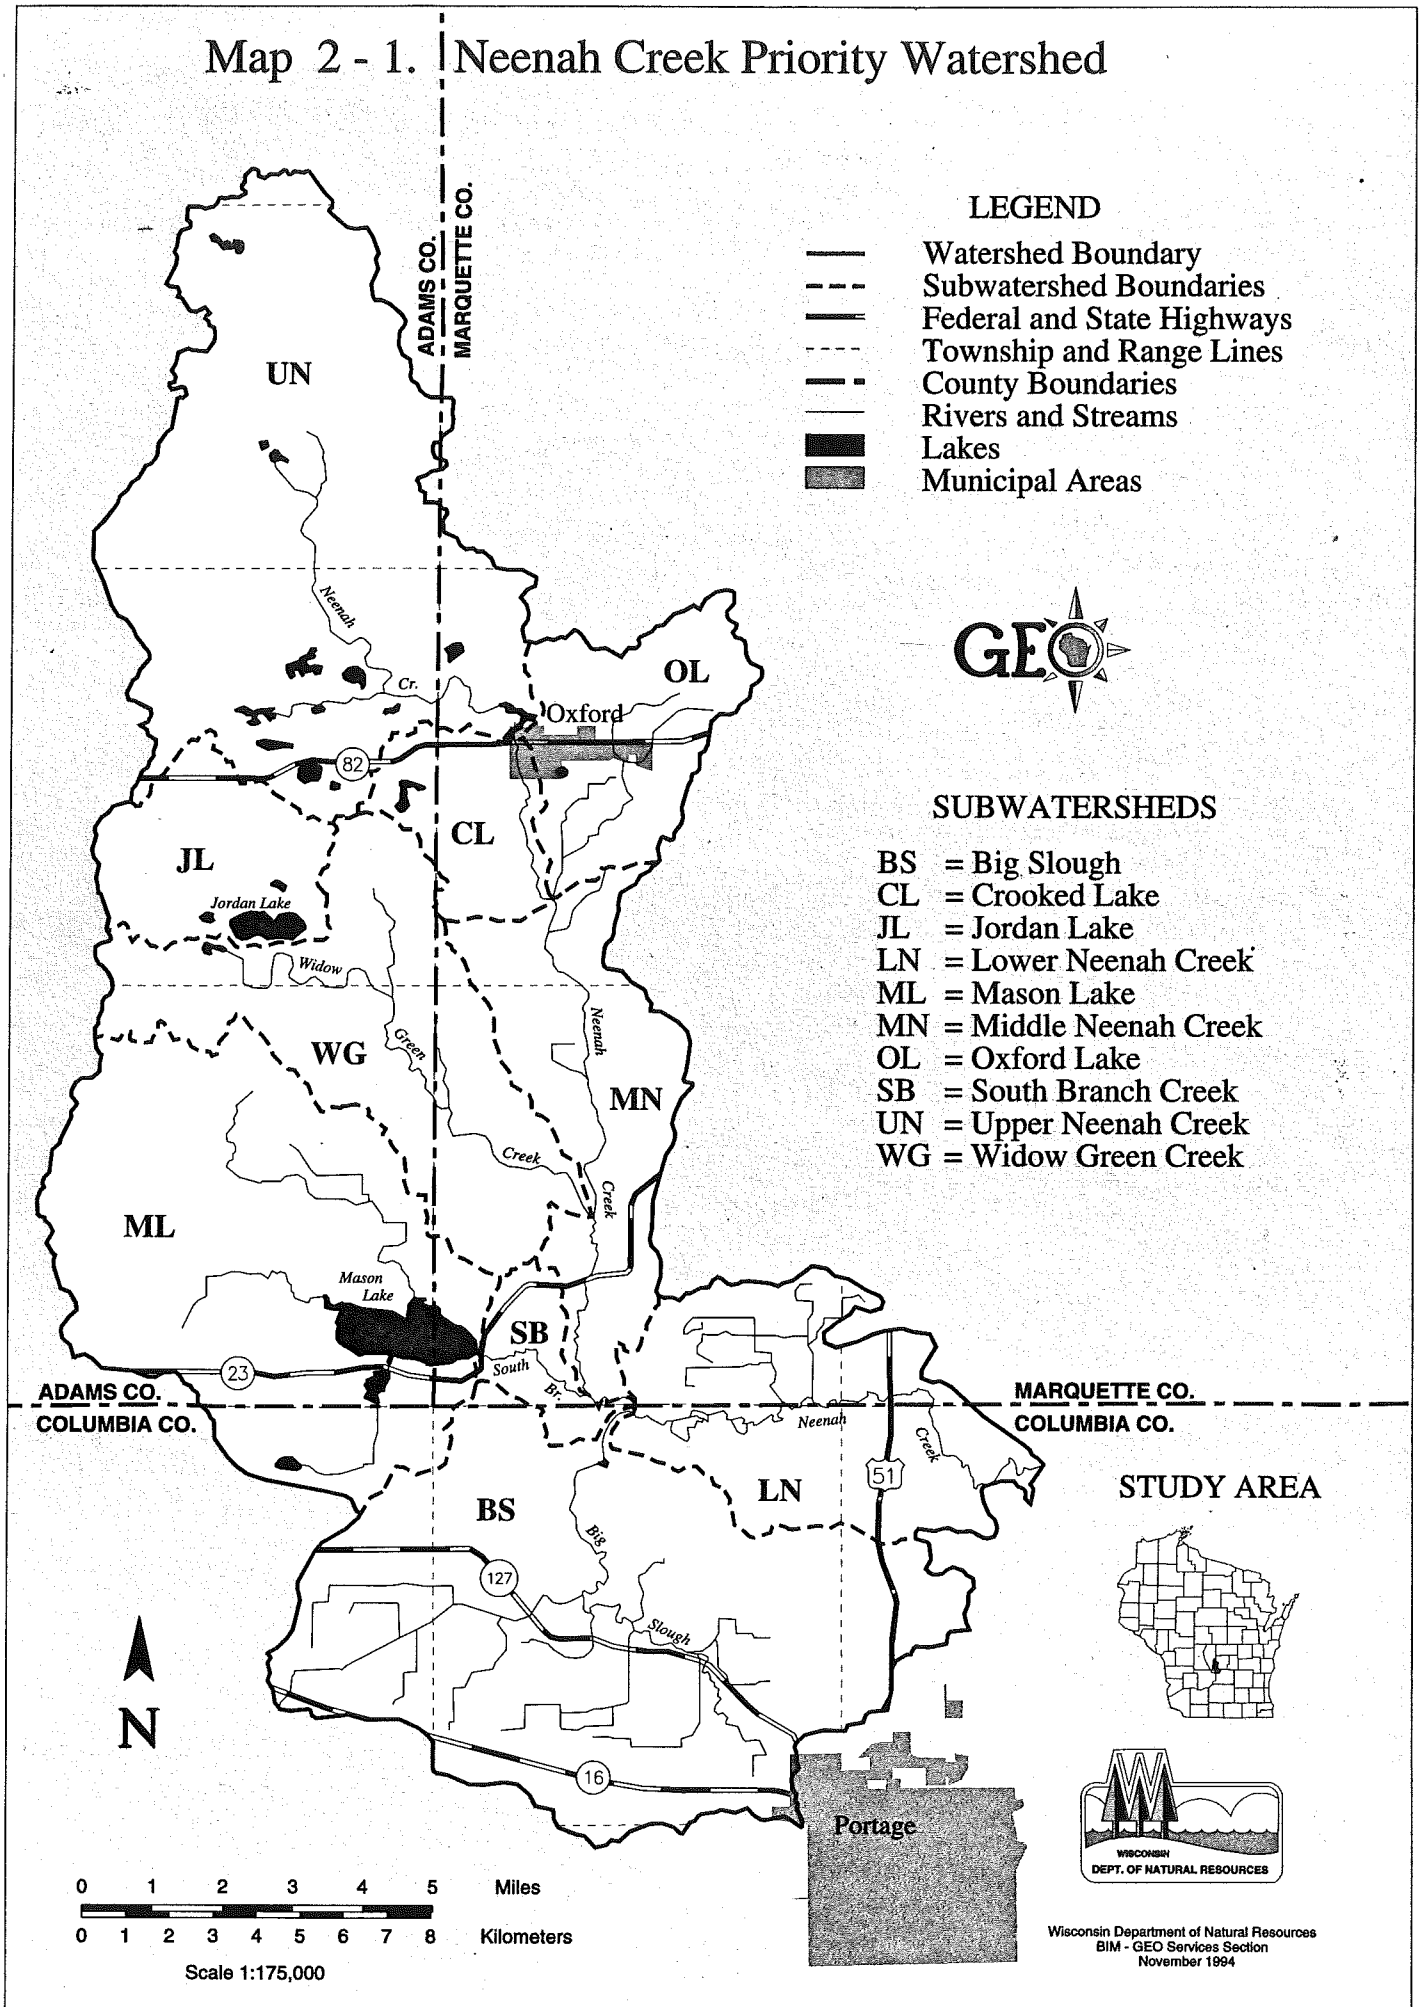 Map 2 - 1. Neenah Creek Priority Watershed
ADAMS CO.
MARQUETTE CO.
LEGEND
Watershed Boundary
Subwatershed Boundaries
Federal and State Highways
Township and Range Lines
County Boundaries
Rivers and Streams
Lakes
Municipal Areas
UN
Neenah
Cr.
OL
Oxford
GEO
82
CL
JL
Jordan Lake
Widow
Green
WG
Neenah
MN
Creek
Creek
ML
Mason
Lake
SB
South
Br.
23
SUBWATERSHEDS
BS = Big Slough
CL = Crooked Lake
JL = Jordan Lake
LN = Lower Neenah Creek
ML = Mason Lake
MN = Middle Neenah Creek
OL = Oxford Lake
SB = South Branch Creek
UN = Upper Neenah Creek
WG = Widow Green Creek
ADAMS CO.
COLUMBIA CO.
MARQUETTE CO.
COLUMBIA CO.
Neenah
Creek
51
LN
BS
Big
127
Slough
16
Portage
STUDY AREA
N
WISCONSIN
DEPT. OF NATURAL RESOURCES
0 1 2 3 4 5 Miles
0 1 2 3 4 5 6 7 8 Kilometers
Scale 1:175,000
Wisconsin Department of Natural Resources
BIM - GEO Services Section
November 1994